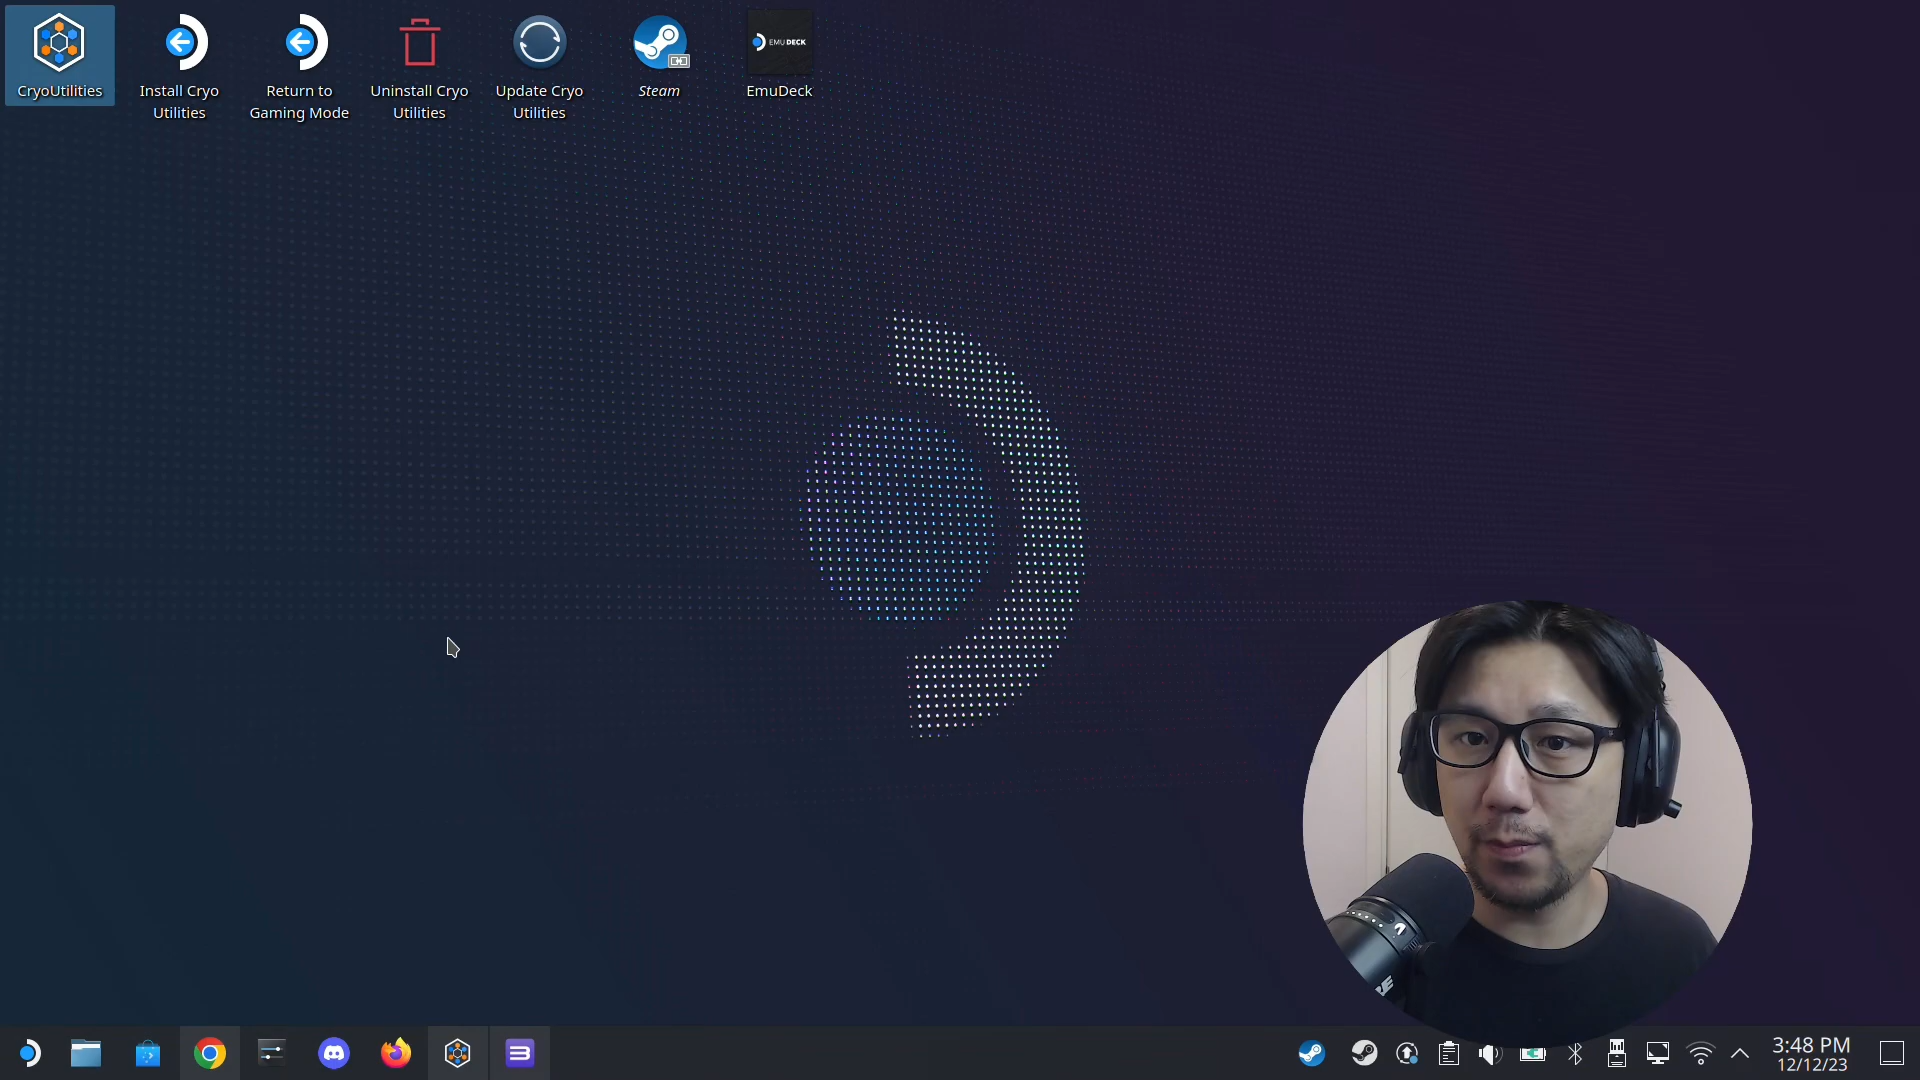 CryoUtilities
Install Cryo
Utilities
Return to
Gaming Mode
Uninstall Cryo
Utilities
Update Cryo
Utilities
Steam
EMU DECK
EmuDeck
3:48 PM
12/12/23